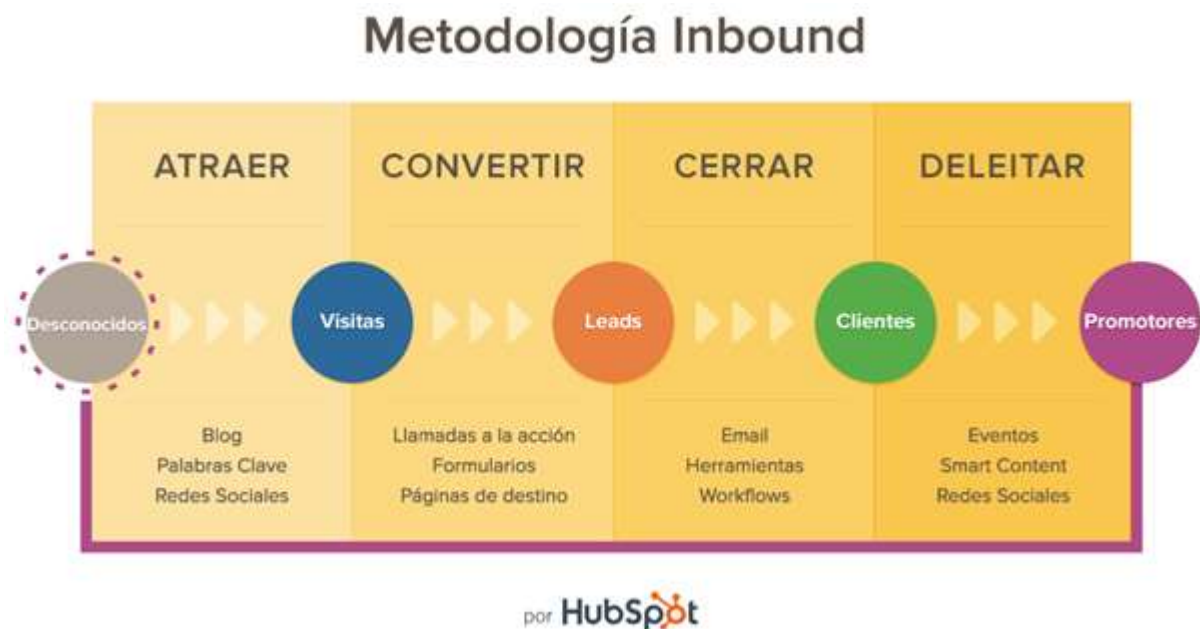 Metodología Inbound
ATRAER
CONVERTIR
CERRAR
DELEITAR
Desconocidos
Visitas
Leads
Clientes
Promotores
Blog
Palabras Clave
Redes Sociales
Llamadas a la acción
Formularios
Páginas de destino
Email
Herramientas
Workflows
Eventos
Smart Content
Redes Sociales
por HubSpot